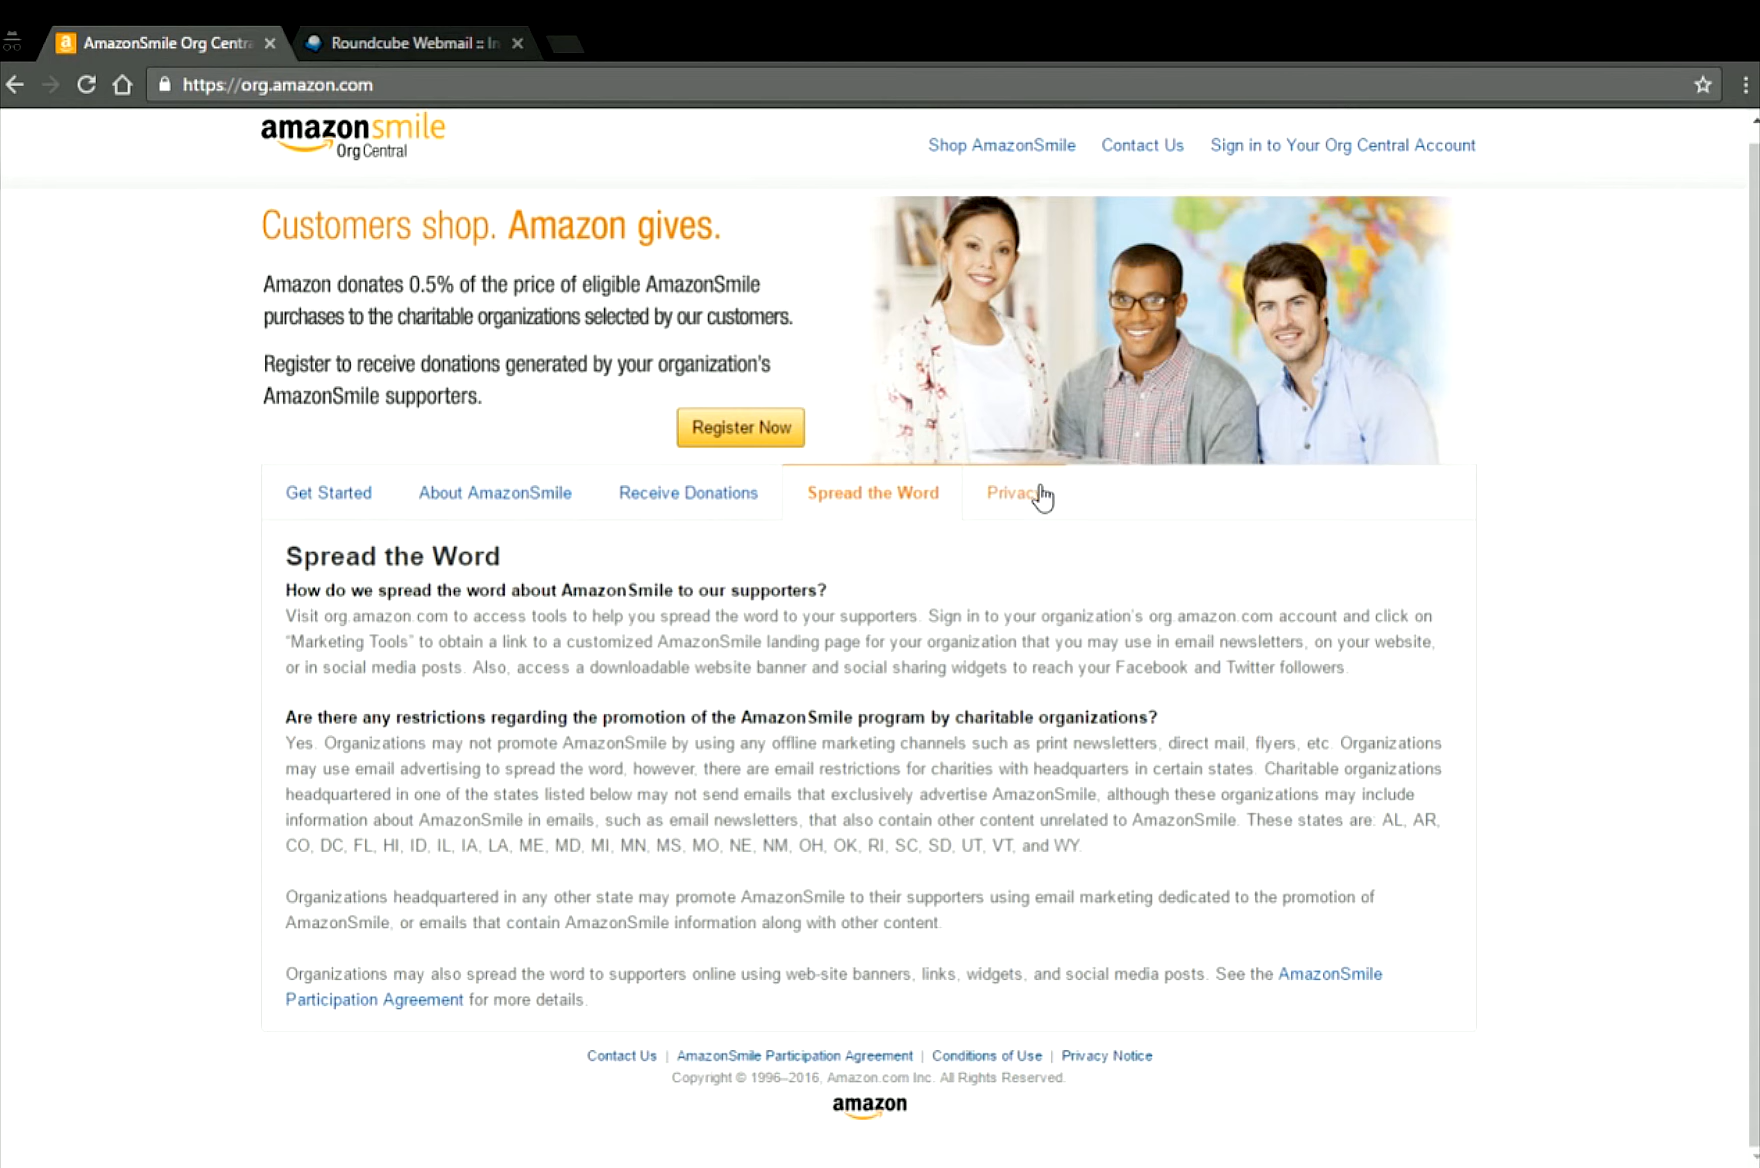 AmazonSmile Org Centr
Roundcube Webmail :: In
https://org.amazon.com
amazonsmile
Org Central
Shop AmazonSmile Contact Us Sign in to Your Org Central Account
Customers shop. Amazon gives.
Amazon donates 0.5% of the price of eligible AmazonSmile
purchases to the charitable organizations selected by our customers.
Register to receive donations generated by your organization's
AmazonSmile supporters.
Register Now
Get Started About AmazonSmile Receive Donations Spread the Word Privac
Spread the Word
How do we spread the word about AmazonSmile to our supporters?
Visit org.amazon.com to access tools to help you spread the word to your supporters. Sign in to your organization's org.amazon.com account and click on
"Marketing Tools" to obtain a link to a customized AmazonSmile landing page for your organization that you may use in email newsletters, on your website,
or in social media posts. Also, access a downloadable website banner and social sharing widgets to reach your Facebook and Twitter followers.
Are there any restrictions regarding the promotion of the AmazonSmile program by charitable organizations?
Yes. Organizations may not promote AmazonSmile by using any offline marketing channels such as print newsletters, direct mail, flyers, etc. Organizations
may use email advertising to spread the word, however, there are email restrictions for charities with headquarters in certain states. Charitable organizations
headquartered in one of the states listed below may not send emails that exclusively advertise AmazonSmile, although these organizations may include
information about AmazonSmile in emails, such as email newsletters, that also contain other content unrelated to AmazonSmile. These states are: AL, AR,
CO, DC, FL, HI, ID, IL, IA, LA, ME, MD, MI, MN, MS, MO, NE, NM, OH, OK, RI, SC, SD, UT, VT, and WY.
Organizations headquartered in any other state may promote AmazonSmile to their supporters using email marketing dedicated to the promotion of
AmazonSmile, or emails that contain AmazonSmile information along with other content.
Organizations may also spread the word to supporters online using web-site banners, links, widgets, and social media posts. See the AmazonSmile
Participation Agreement for more details.
Contact Us | AmazonSmile Participation Agreement | Conditions of Use | Privacy Notice
Copyright © 1996–2016, Amazon.com Inc. All Rights Reserved.
amazon